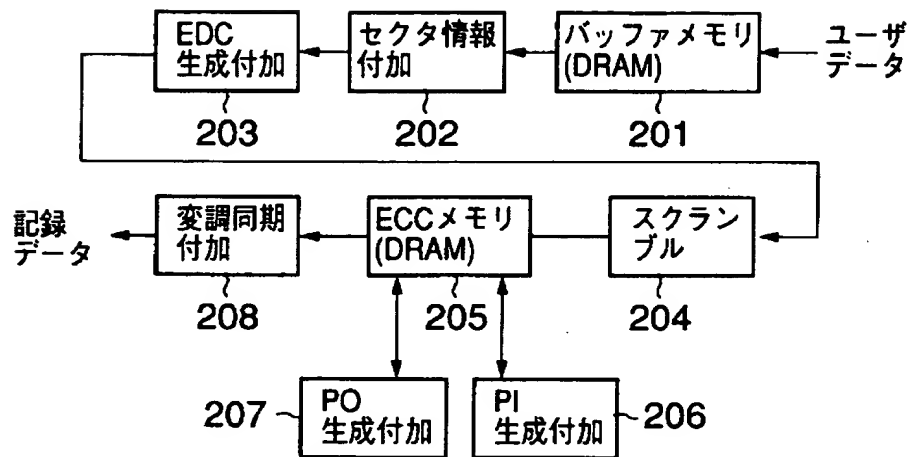 EDC
生成付加
203
セクタ情報
付加
202
バッファメモリ
(DRAM)
201
ユーザ
データ
記録
データ
変調同期
付加
208
ECCメモリ
(DRAM)
205
スクラン
ブル
204
207
PO
生成付加
PI
生成付加
206